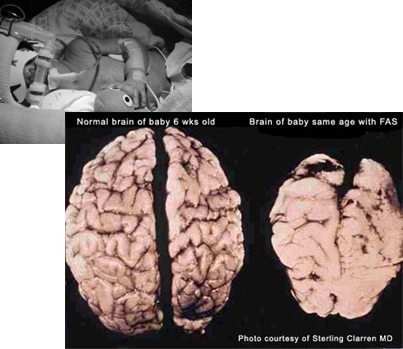 Normal brain of baby 6 wks old
Brain of baby same age with FAS
Photo courtesy of Sterling Clarren MD